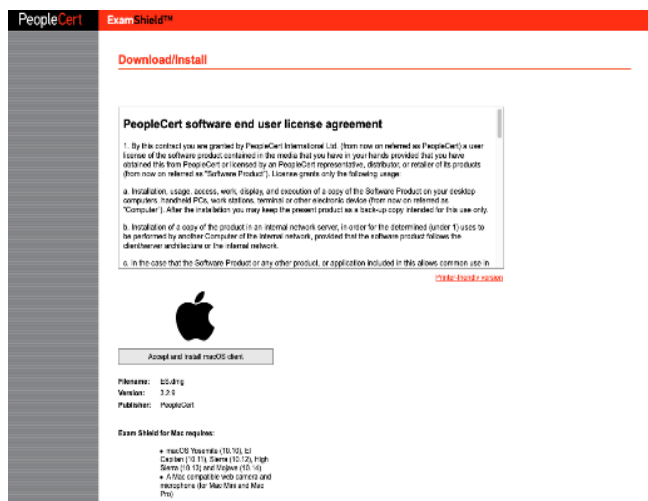 PeopleCert
ExamShield™
Download/Install
PeopleCert software end user license agreement
1. By this contract you are granted by PeopleCert International Ltd. (from now on referred as PeopleCert) a user
license of the software product contained in the media that you have in your hands provided that you have
obtained this from PeopleCert or licensed by an PeopleCert representative, distributor, or retailer of its products
(from now on referred as "Software Product"). License grants only the following usage:
a. Installation, usage, access, work, display, and execution of a copy of the Software Product on your desktop
computers, handheld PCs, work stations, terminal or other electronic device (from now on referred as
"Computer"). After the installation you may keep the present product as a back-up copy intended for this use only.
b. Installation of a copy of the product in an internal network server, in order for the determined (under 1) uses to
be performed by another Computer of the internal network, provided that the software product follows the
client/server architecture or the internal network.
c. In the case that the Software Product or any other product, or application included in this allows common use in
Printer-friendly version
Accept and Install macOS client
Filename: ES.dmg
Version: 3.2.9
Publisher: PeopleCert
Exam Shield for Mac requires:
• macOS Yosemite (10.10), El
Capitan (10.11), Sierra (10.12), High
Sierra (10.13) and Mojave (10.14)
• A Mac compatible web camera and
microphone (for Mac Mini and Mac
Pro)